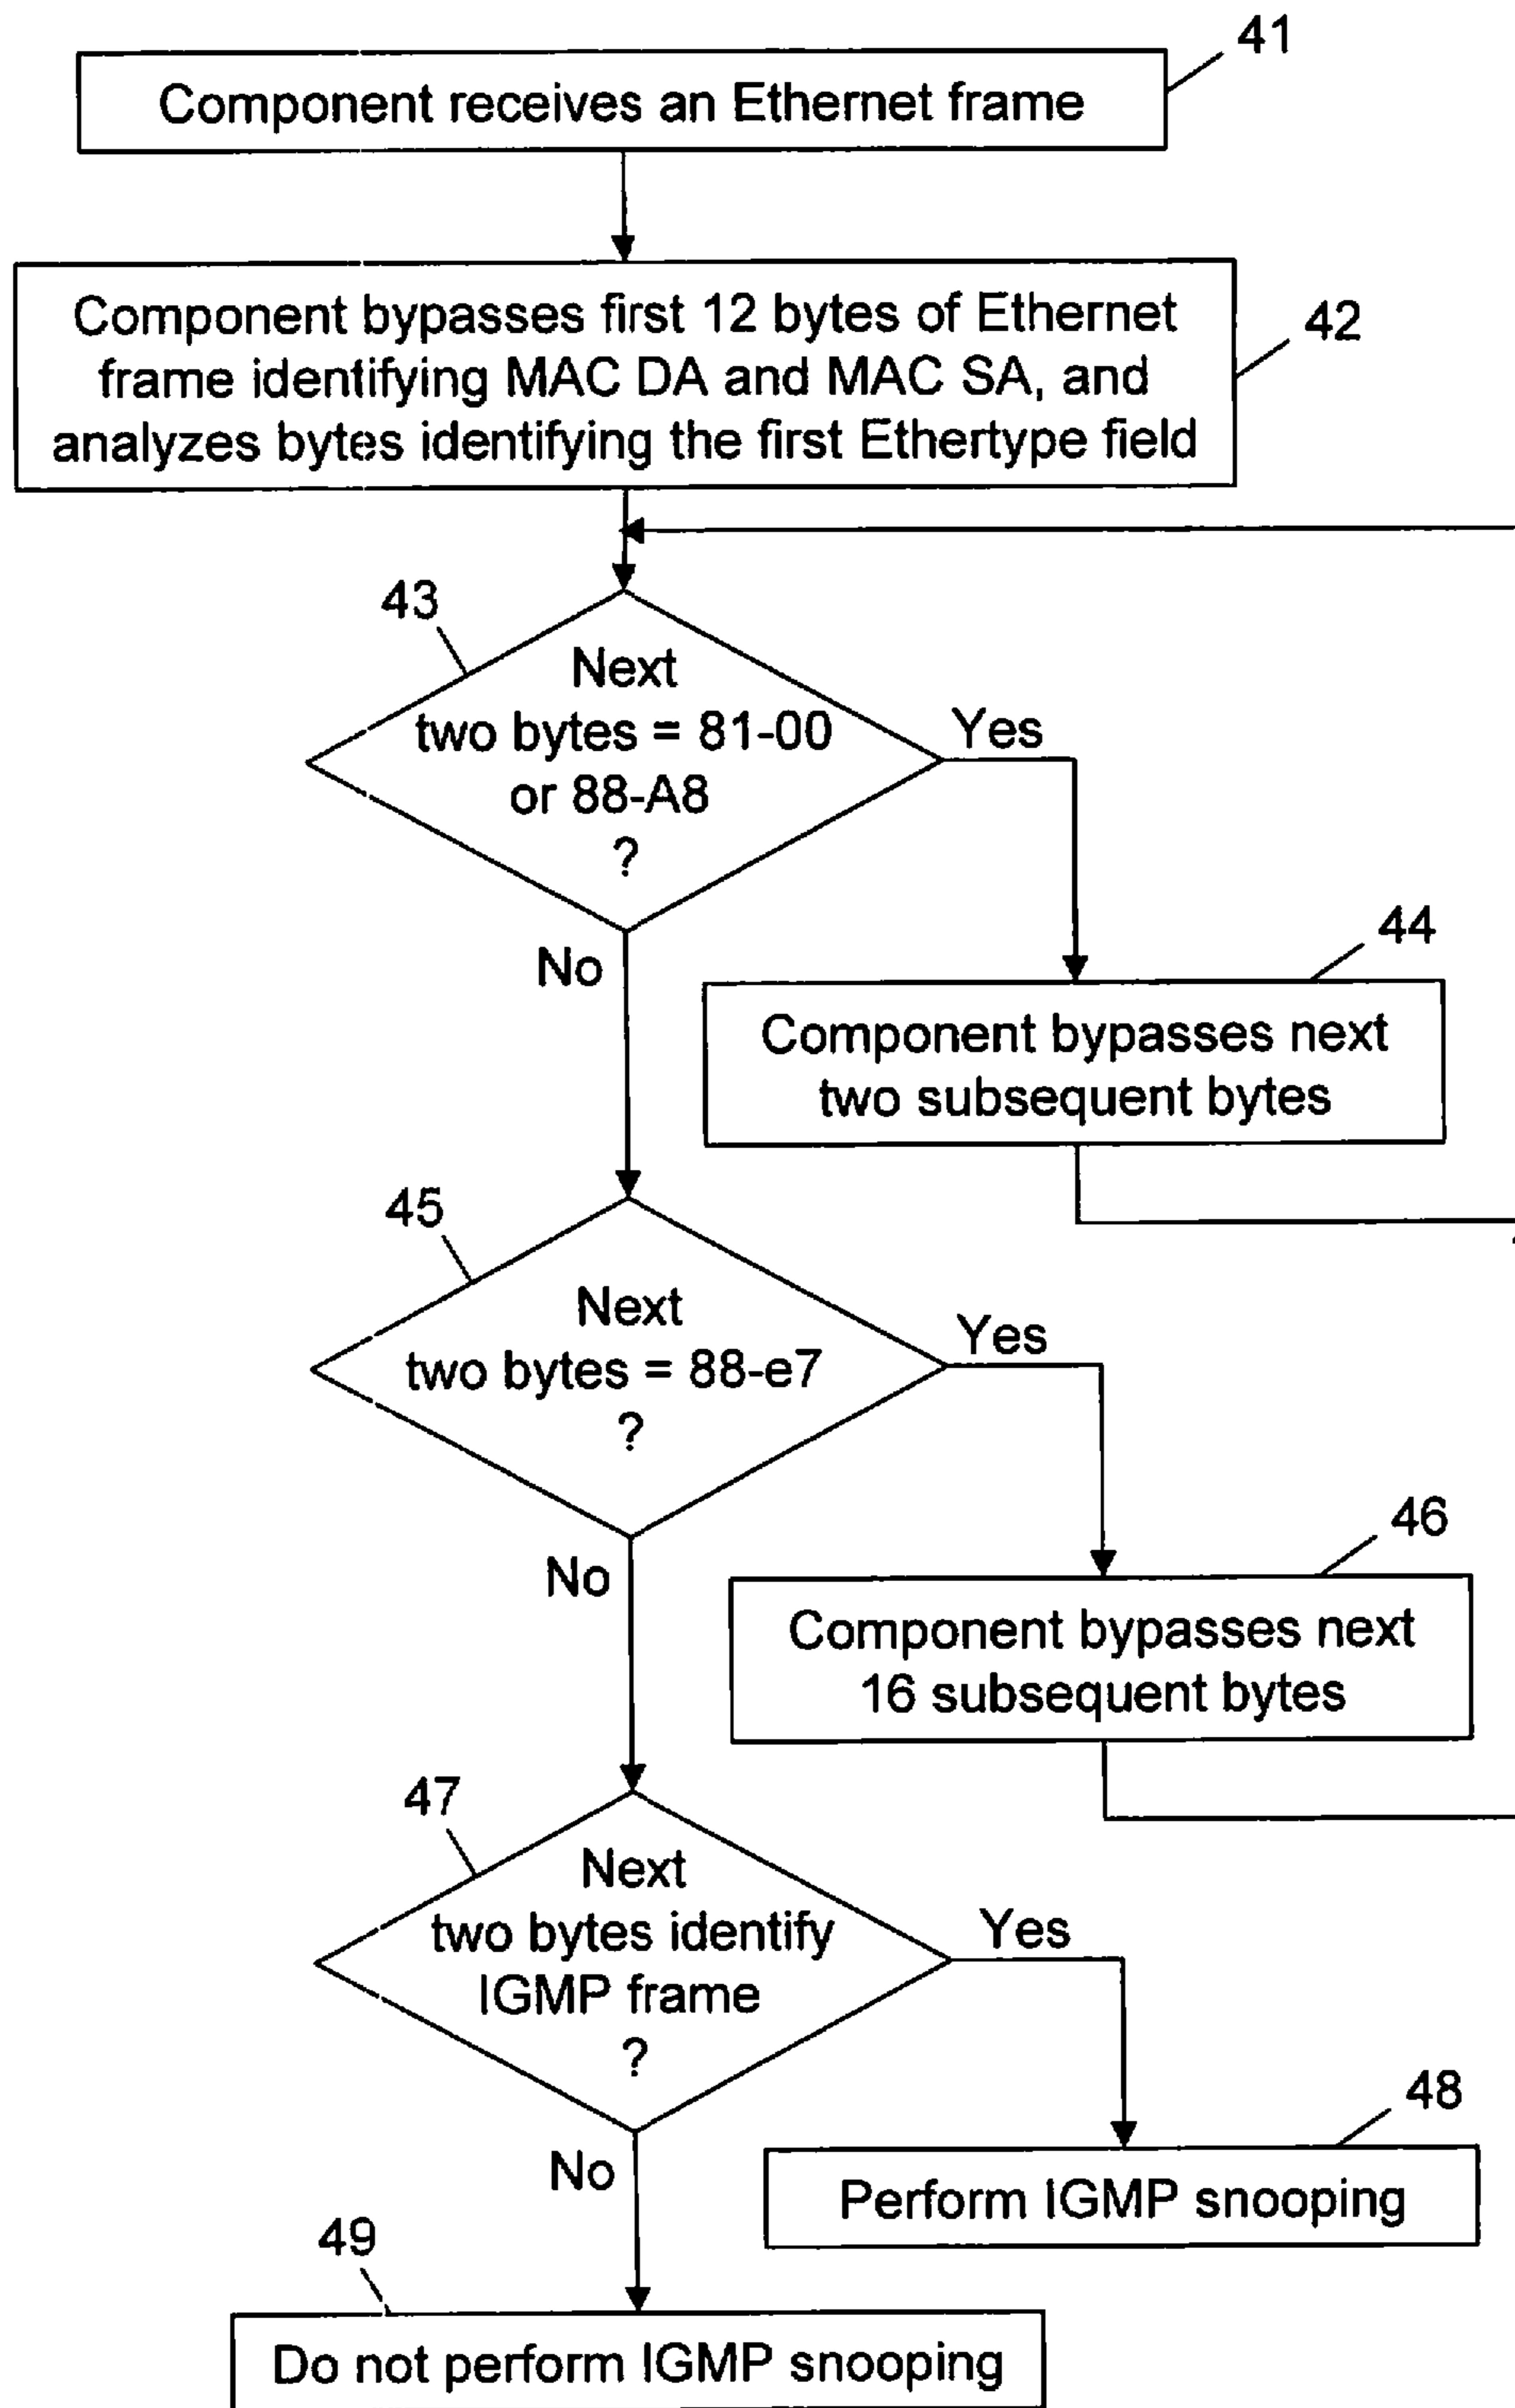 41
Component receives an Ethernet frame
42
Component bypasses first 12 bytes of Ethernet
frame identifying MAC DA and MAC SA, and
analyzes bytes identifying the first Ethertype field
43
Next
two bytes = 81-00
or 88-A8
?
Yes
No
44
Component bypasses next
two subsequent bytes
45
Next
two bytes = 88-e7
?
Yes
No
46
Component bypasses next
16 subsequent bytes
47
Next
two bytes identify
IGMP frame
?
Yes
No
48
Perform IGMP snooping
49
Do not perform IGMP snooping